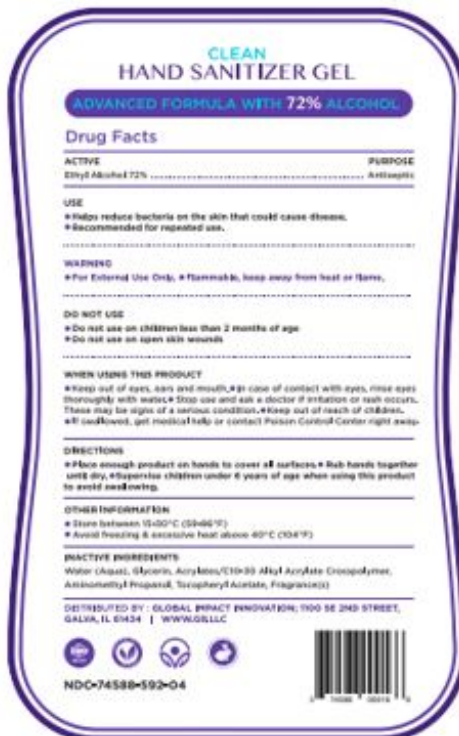 CLEAN
HAND SANITIZER GEL
ADVANCED FORMULA WITH 72% ALCOHOL
Drug Facts
ACTIVE PURPOSE
Ethyl Alcohol 72% ........................ Antiseptic
USE
*Helps reduce bacteria on the skin that could cause disease.
*Recommended for repeated use.
WARNING
*For External Use Only. *Flammable, keep away from heat or flame.
DO NOT USE
*Do not use on children less than 2 months of age
*Do not use on open skin wounds
WHEN USING THIS PRODUCT
*Keep out of eyes, ears and mouth.*In case of contact with eyes, rinse eyes
thoroughly with water.* Stop use and ask a doctor if irritation or rash occurs.
These may be signs of a serious condition.*Keep out of reach of children.
*If swallowed, get medical help or contact Poison Control Center right away.
DIRECTIONS
*Place enough product on hands to cover all surfaces.* Rub hands together
until dry.*Supervise children under 6 years of age when using this product
to avoid swallowing.
OTHER INFORMATION
* Store between 15-30°C (59-86°F)
* Avoid freezing & excessive heat above 40°C (104°F)
INACTIVE INGREDIENTS
Water (Aqua), Glycerin, Acrylates/C10-30 Alkyl Acrylate Crosspolymer,
Aminomethyl Propanol, Tocopheryl Acetate, Fragrance(s)
DISTRIBUTED BY : GLOBAL IMPACT INNOVATION; 1100 SE 2ND STREET,
GALVA, IL 61434 | WWW.GII.LLC
NDC-74588-592-04